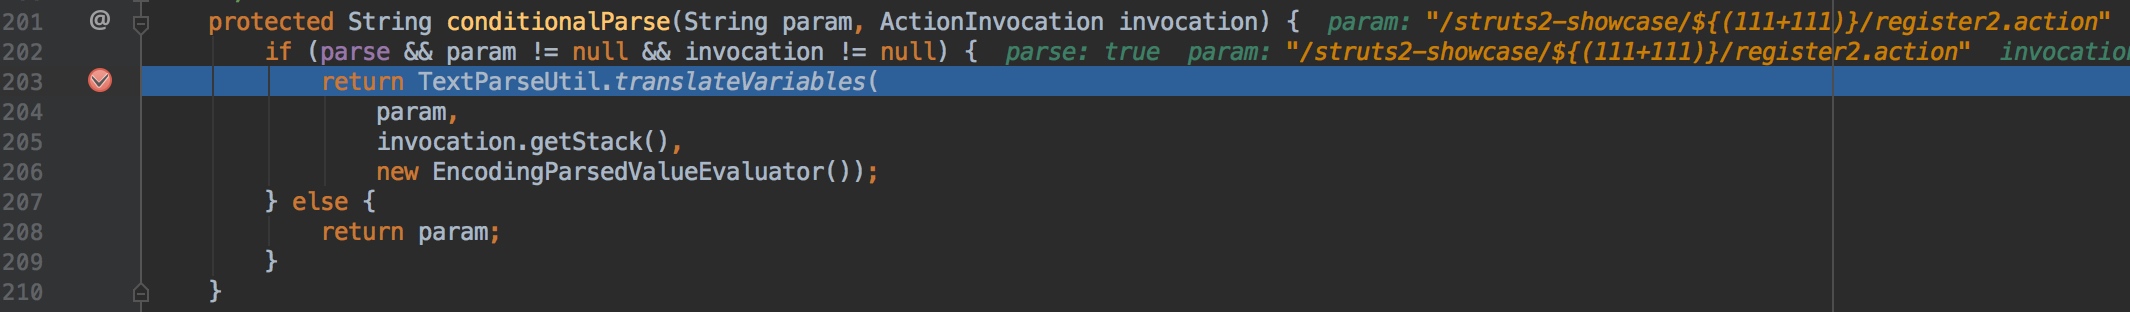 201 @ protected String conditionalParse(String param, ActionInvocation invocation) { param: "/struts2-showcase/${(111+111)}/register2.action"
202 if (parse && param != null && invocation != null) { parse: true param: "/struts2-showcase/${(111+111)}/register2.action" invocation
203 return TextParseUtil.translateVariables(
204 param,
205 invocation.getStack(),
206 new EncodingParsedValueEvaluator());
207 } else {
208 return param;
209 }
210 }